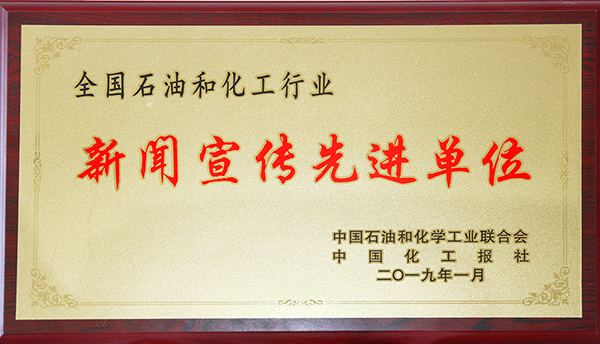 全国石油和化工行业
新闻宣传先进单位
中国石油和化学工业联合会
中国化工报社
二〇一九年一月